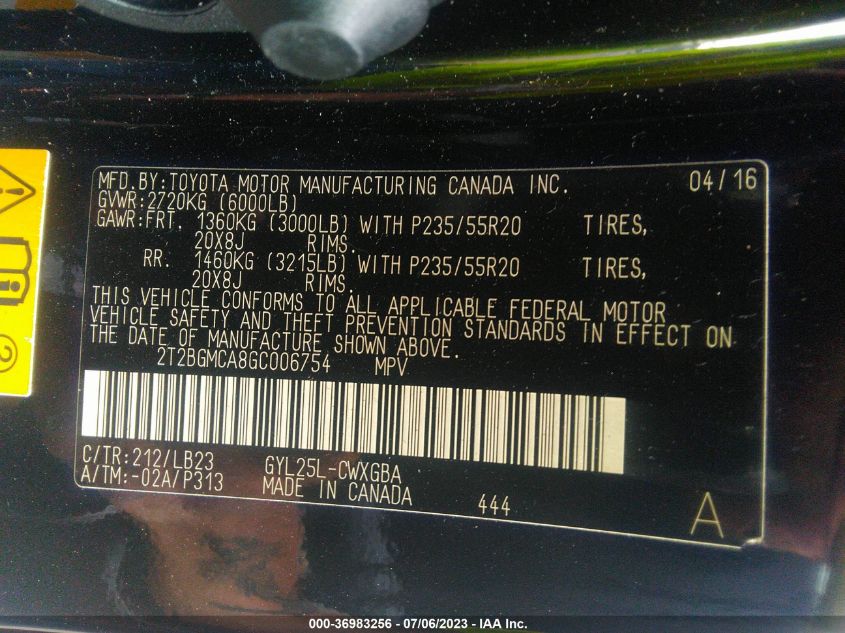 MFD.BY:TOYOTA MOTOR MANUFACTURING CANADA INC. 04/16
GVWR:2720KG (6000LB)
GAWR:FRT. 1360KG (3000LB) WITH P235/55R20 TIRES,
20X8J RIMS.
RR. 1460KG (3215LB) WITH P235/55R20 TIRES,
20X8J RIMS.
THIS VEHICLE CONFORMS TO ALL APPLICABLE FEDERAL MOTOR
VEHICLE SAFETY AND THEFT PREVENTION STANDARDS IN EFFECT ON
THE DATE OF MANUFACTURE SHOWN ABOVE.
2T2BGMCA8GC006754 MPV
C/TR:212/LB23 GYL25L-CWXGBA
A/TM:-02A/P313 MADE IN CANADA 444 A
2
000-36983256 - 07/06/2023 - IAA Inc.